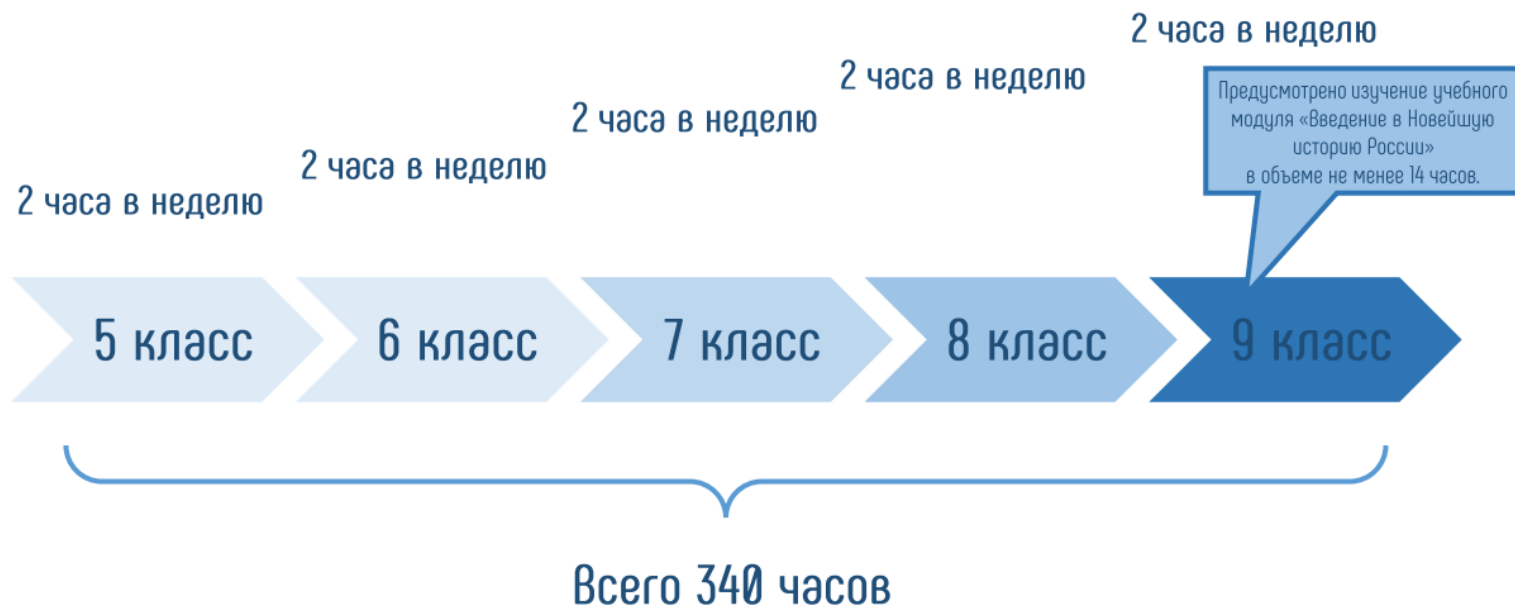 2 часа в неделю
2 часа в неделю
2 часа в неделю
2 часа в неделю
2 часа в неделю
Предусмотрено изучение учебного
модуля «Введение в Новейшую
историю России»
в объеме не менее 14 часов.
5 класс
6 класс
7 класс
8 класс
9 класс
Всего 340 часов